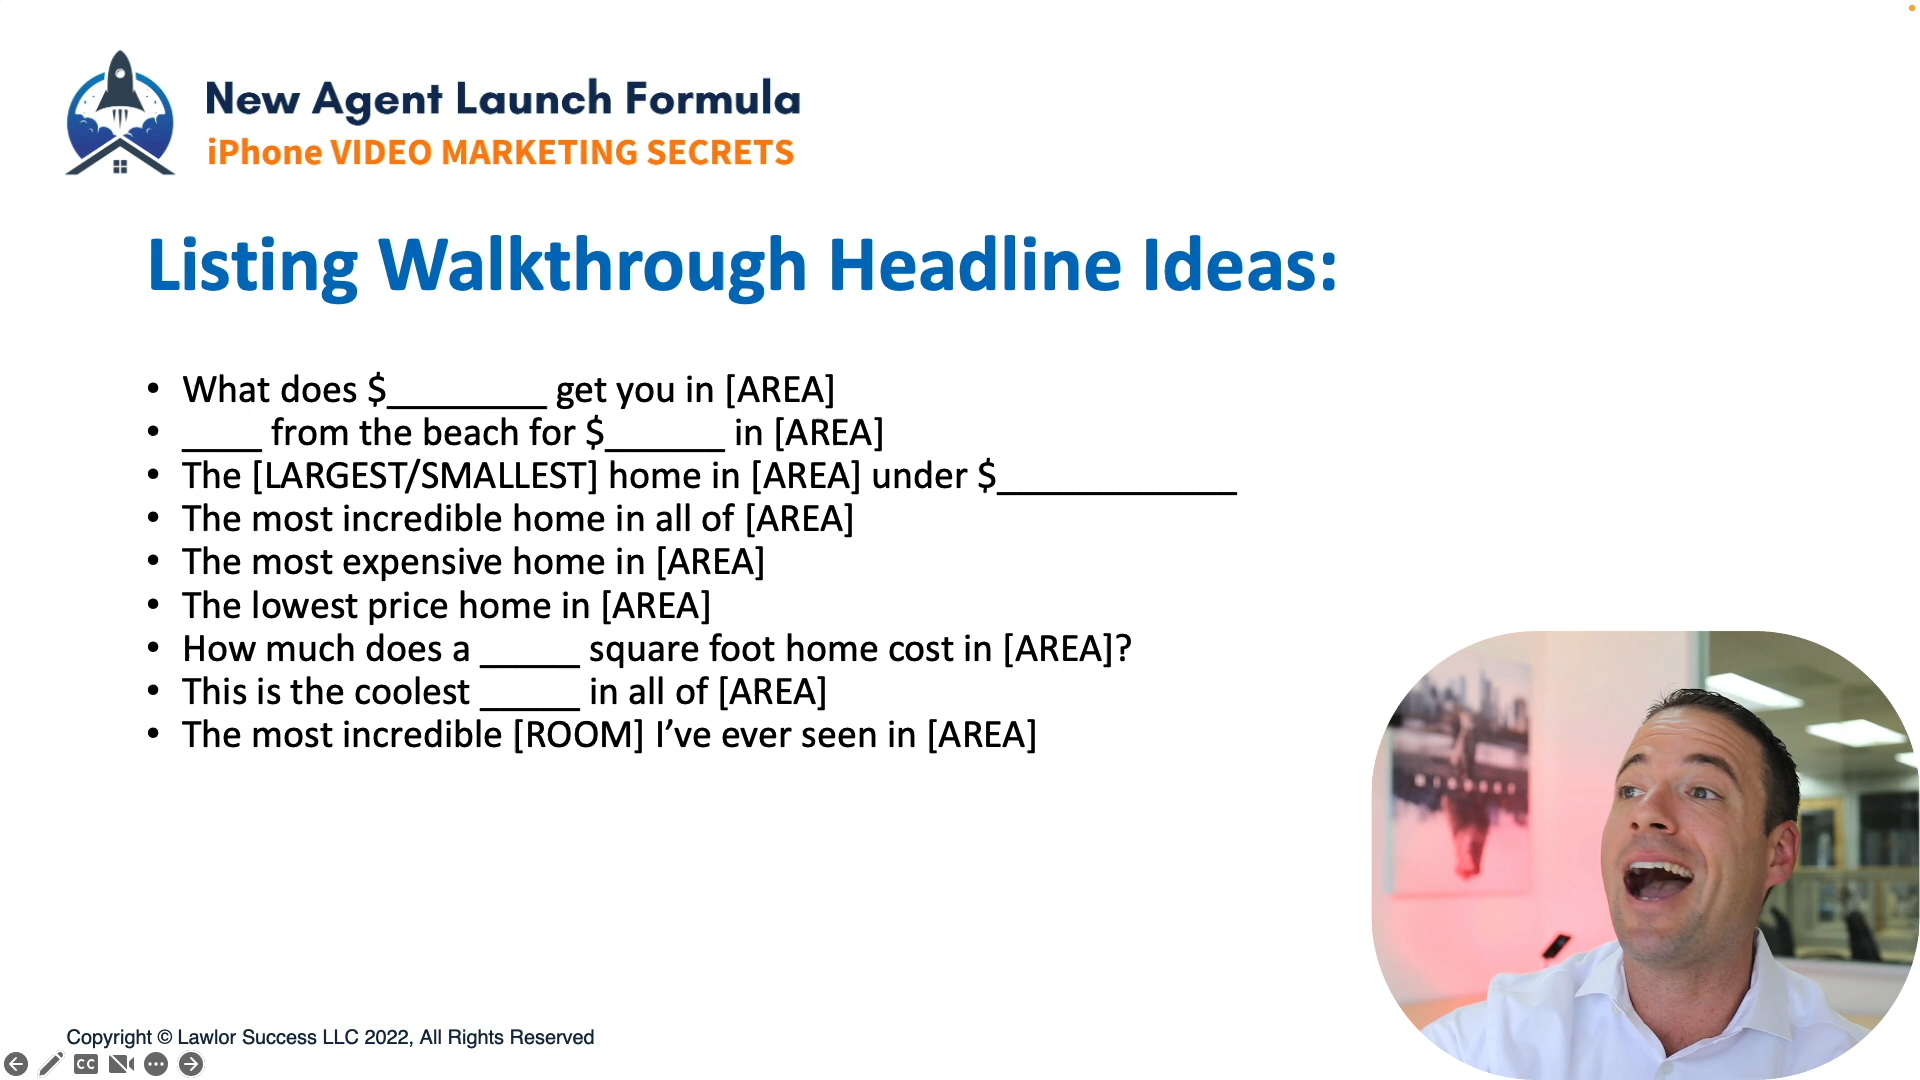 New Agent Launch Formula
iPhone VIDEO MARKETING SECRETS
Listing Walkthrough Headline Ideas:
• What does $________ get you in [AREA]
• ____ from the beach for $______ in [AREA]
• The [LARGEST/SMALLEST] home in [AREA] under $____________
• The most incredible home in all of [AREA]
• The most expensive home in [AREA]
• The lowest price home in [AREA]
• How much does a _____ square foot home cost in [AREA]?
• This is the coolest _____ in all of [AREA]
• The most incredible [ROOM] I’ve ever seen in [AREA]
Copyright © Lawlor Success LLC 2022, All Rights Reserved
CC